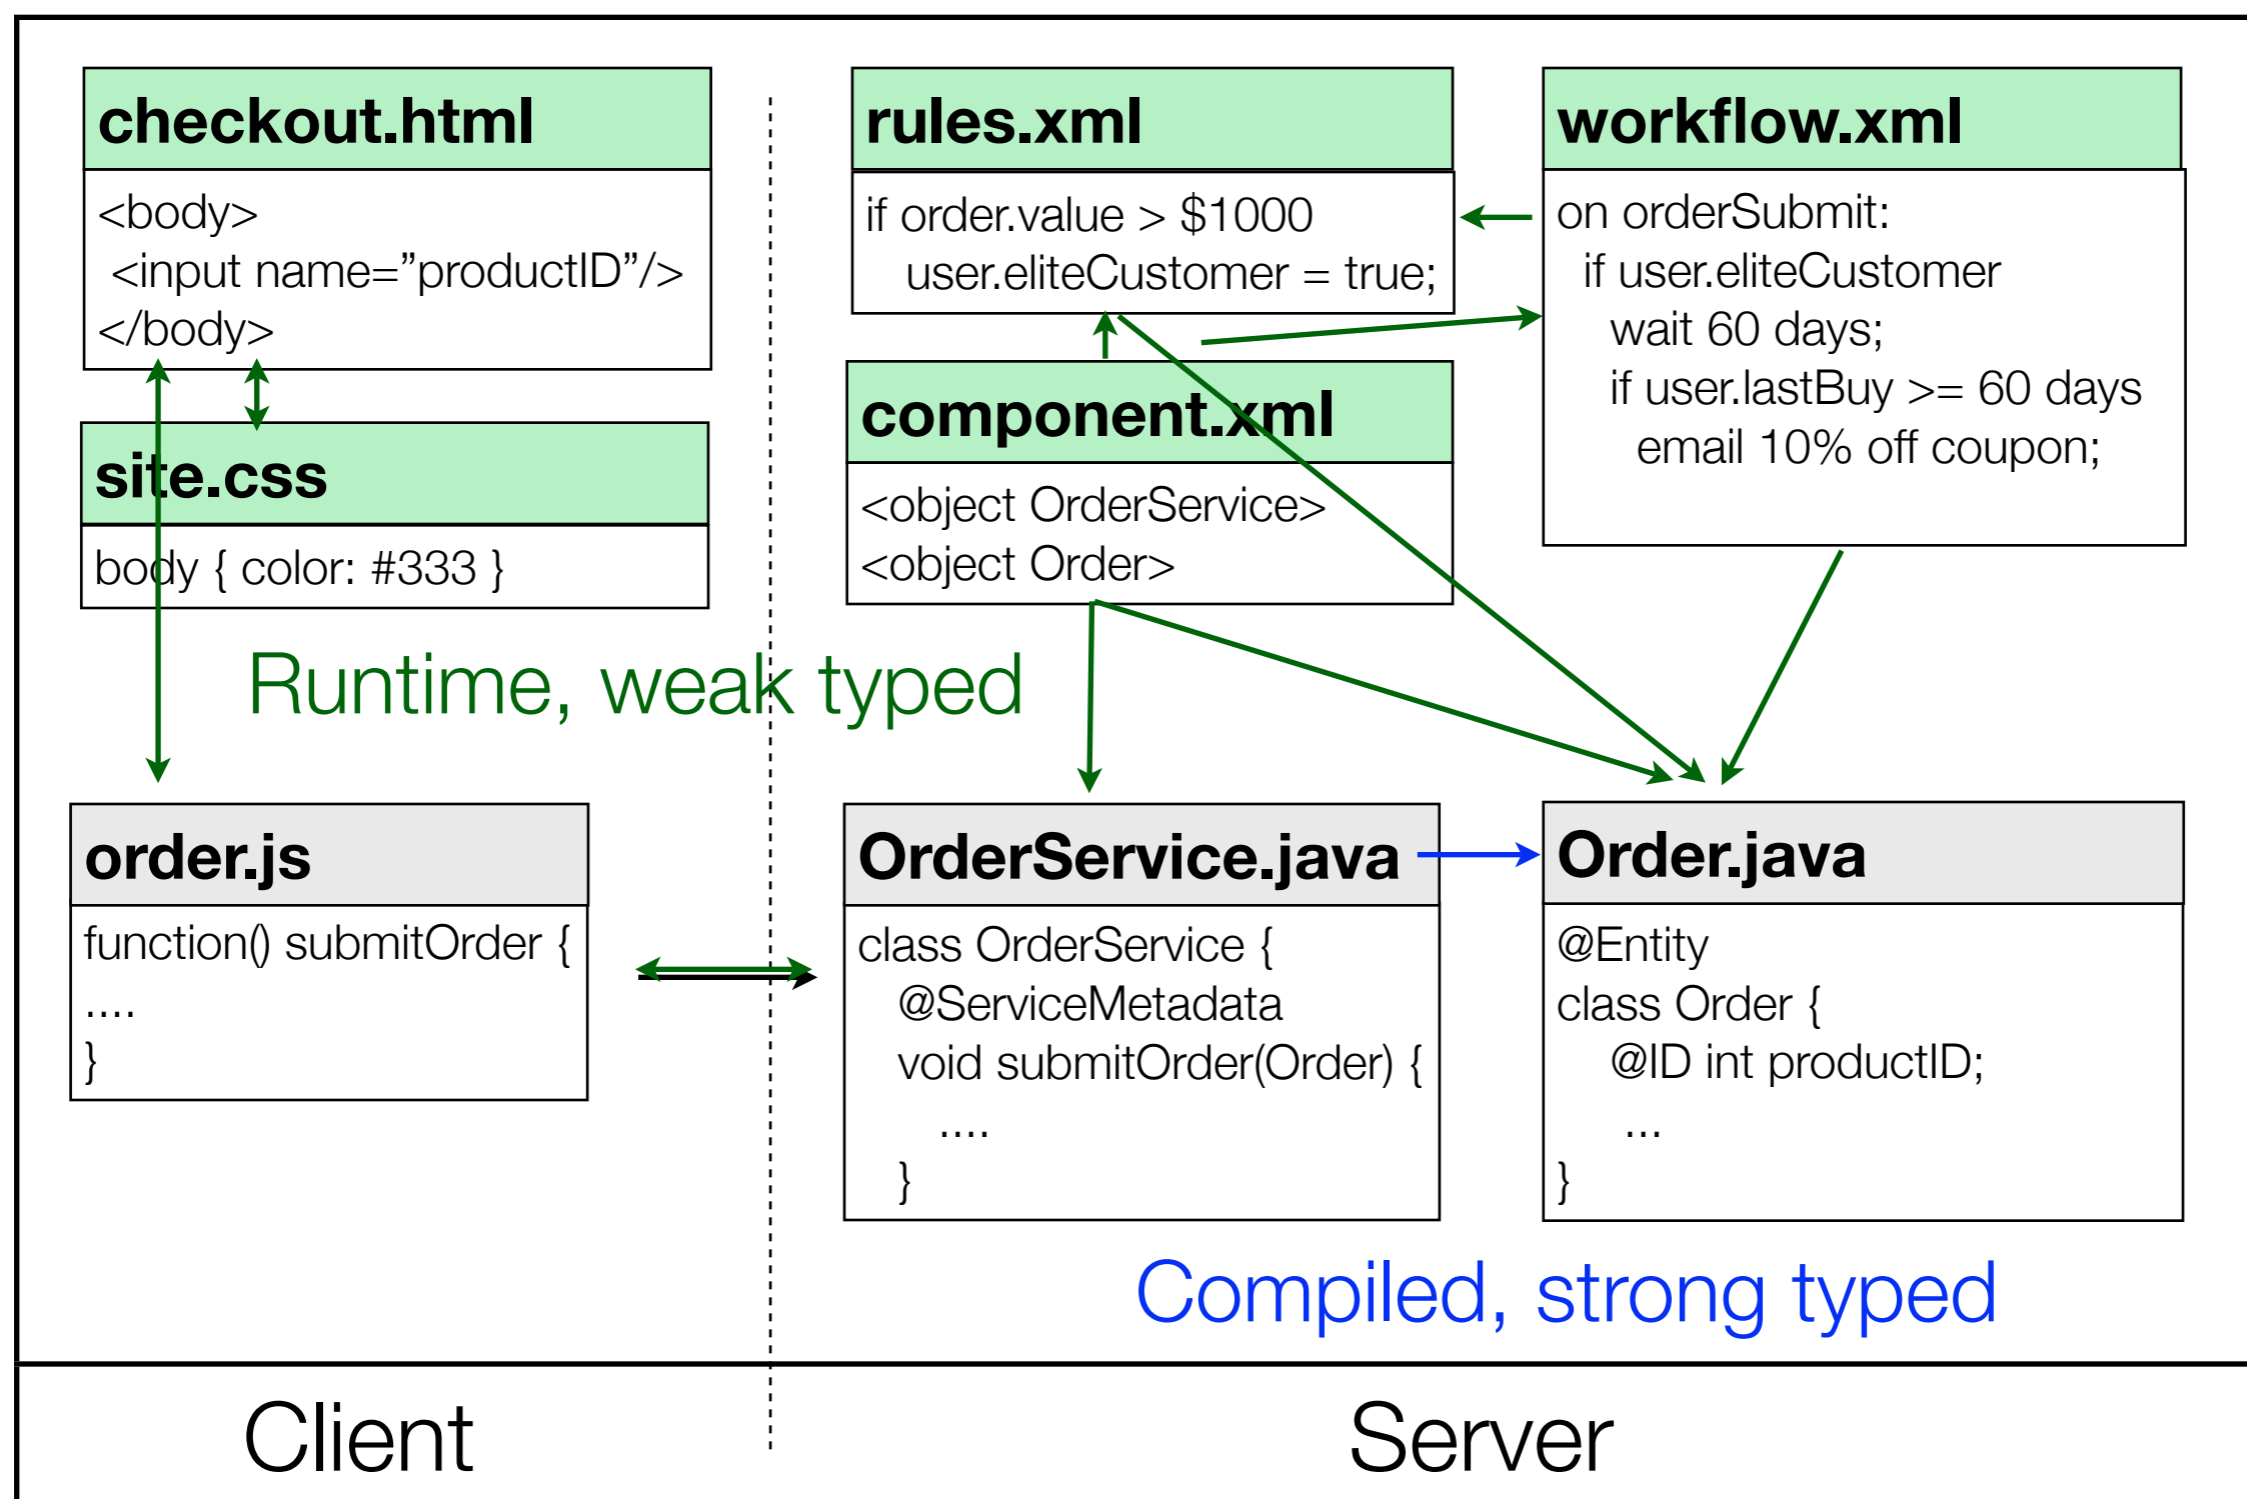 checkout.html
<body>
<input name=”productID”/>
</body>
site.css
body { color: #333 }
rules.xml
if order.value > $1000
user.eliteCustomer = true;
component.xml
<object OrderService>
<object Order>
workflow.xml
on orderSubmit:
if user.eliteCustomer
wait 60 days;
if user.lastBuy >= 60 days
email 10% off coupon;
Runtime, weak typed
order.js
function() submitOrder {
....
}
OrderService.java
class OrderService {
@ServiceMetadata
void submitOrder(Order) {
....
}
Order.java
@Entity
class Order {
@ID int productID;
...
}
Compiled, strong typed
Client
Server